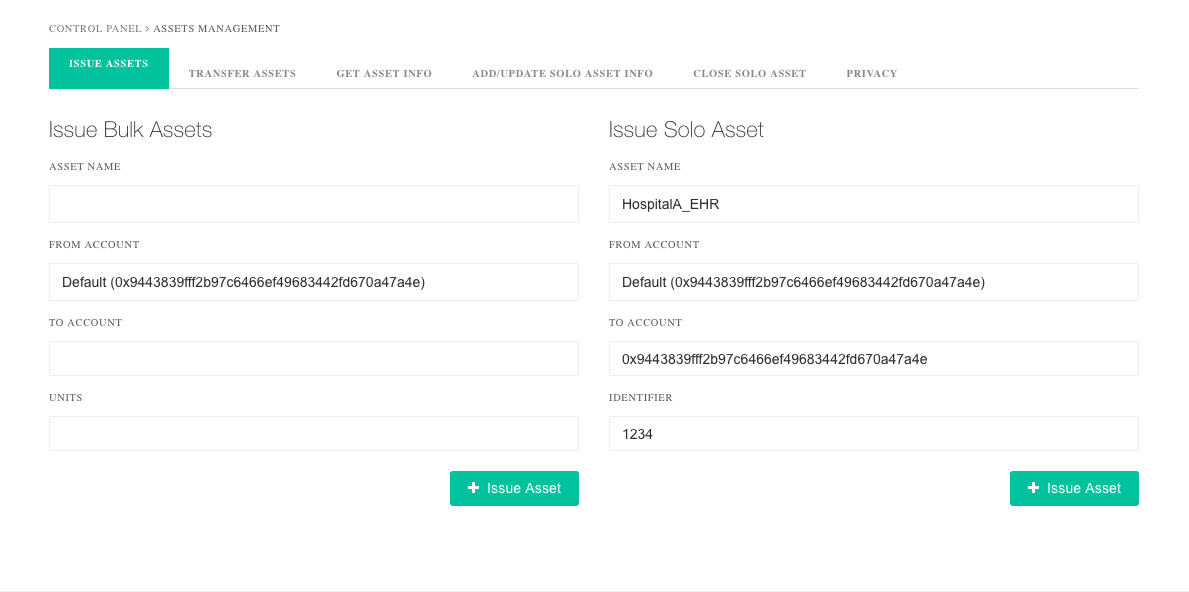 CONTROL PANEL > ASSETS MANAGEMENT
ISSUE ASSETS
TRANSFER ASSETS
GET ASSET INFO
ADD/UPDATE SOLO ASSET INFO
CLOSE SOLO ASSET
PRIVACY
Issue Bulk Assets
ASSET NAME
FROM ACCOUNT
Default (0x9443839fff2b97c6466ef49683442fd670a47a4e)
TO ACCOUNT
UNITS
Issue Asset
Issue Solo Asset
ASSET NAME
HospitalA_EHR
FROM ACCOUNT
Default (0x9443839fff2b97c6466ef49683442fd670a47a4e)
TO ACCOUNT
0x9443839fff2b97c6466ef49683442fd670a47a4e
IDENTIFIER
1234
Issue Asset